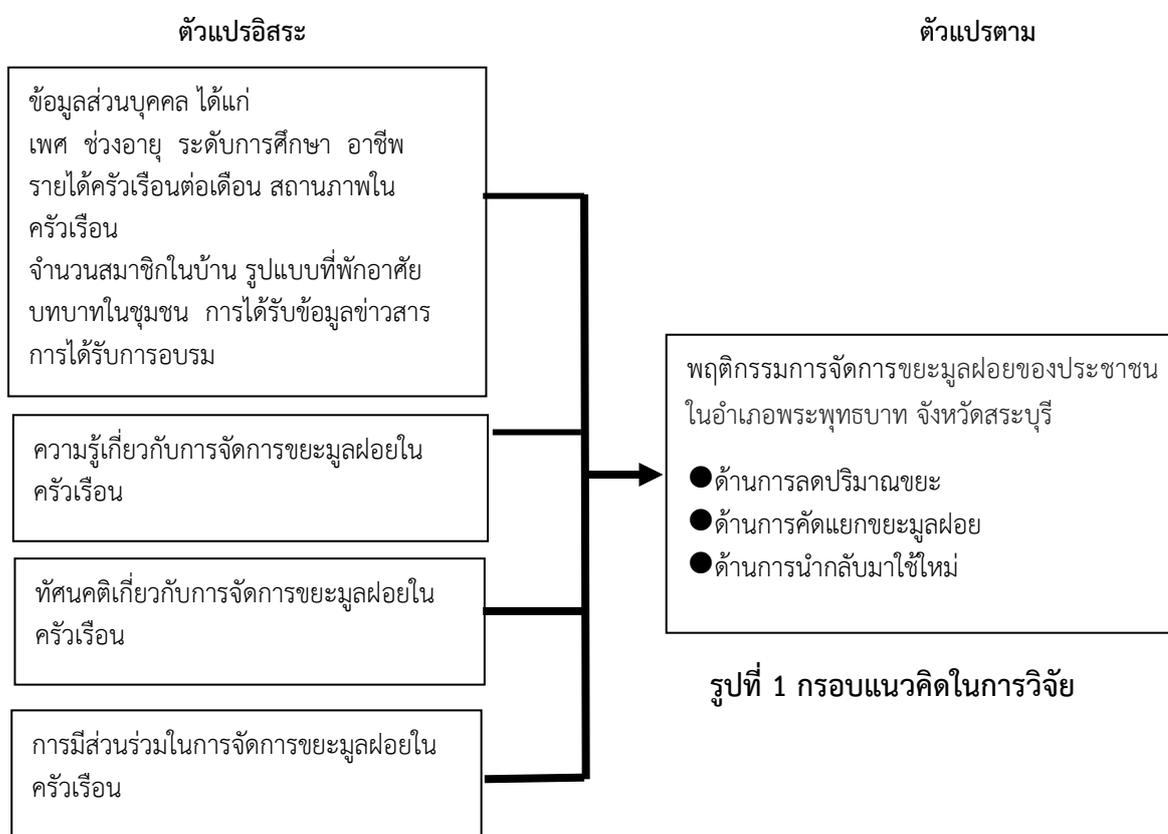 ตัวแปรอิสระ
ตัวแปรตาม
ข้อมูลส่วนบุคคล ได้แก่
เพศ ช่วงอายุ ระดับการศึกษา อาชีพ
รายได้ครัวเรือนต่อเดือน สถานภาพใน
ครัวเรือน
จำนวนสมาชิกในบ้าน รูปแบบที่พักอาศัย
บทบาทในชุมชน การได้รับข้อมูลข่าวสาร
การได้รับการอบรม
ความรู้เกี่ยวกับการจัดการขยะมูลฝอยใน
ครัวเรือน
ทัศนคติเกี่ยวกับการจัดการขยะมูลฝอยใน
ครัวเรือน
การมีส่วนร่วมในการจัดการขยะมูลฝอยใน
ครัวเรือน
พฤติกรรมการจัดการขยะมูลฝอยของประชาชน
ในอำเภอพระพุทธบาท จังหวัดสระบุรี
●ด้านการลดปริมาณขยะ
●ด้านการคัดแยกขยะมูลฝอย
●ด้านการนำกลับมาใช้ใหม่
รูปที่ 1 กรอบแนวคิดในการวิจัย